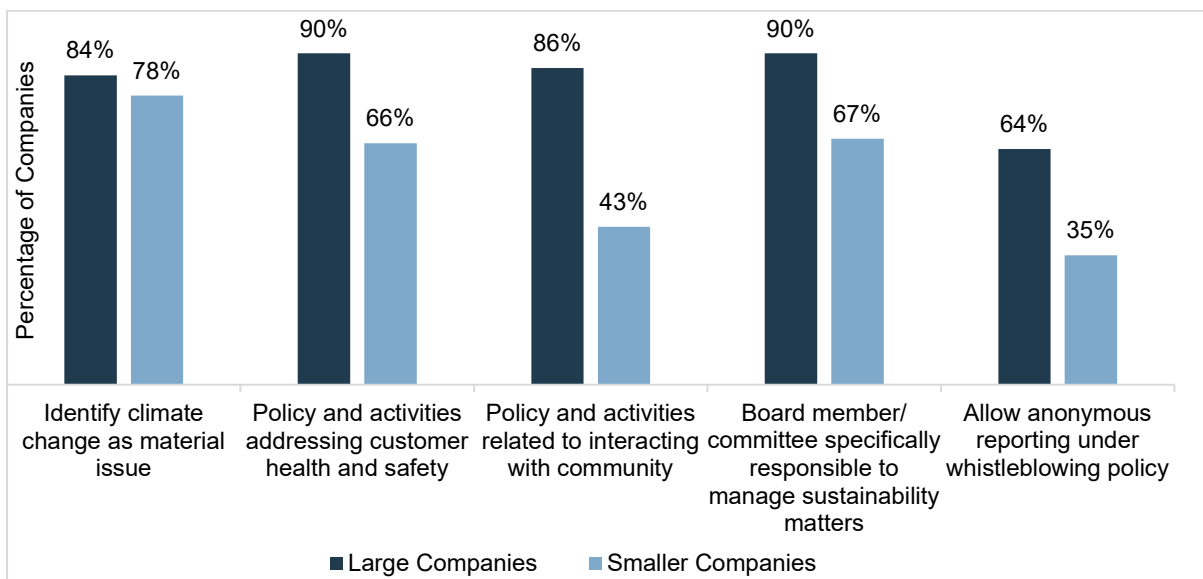 Percentage of Companies
84%
78%
90%
66%
86%
43%
90%
67%
64%
35%
Identify climate
change as material
issue
Policy and activities
addressing customer
health and safety
Policy and activities
related to interacting
with community
Board member/
committee specifically
responsible to
manage sustainability
matters
Allow anonymous
reporting under
whistleblowing policy
Large Companies
Smaller Companies